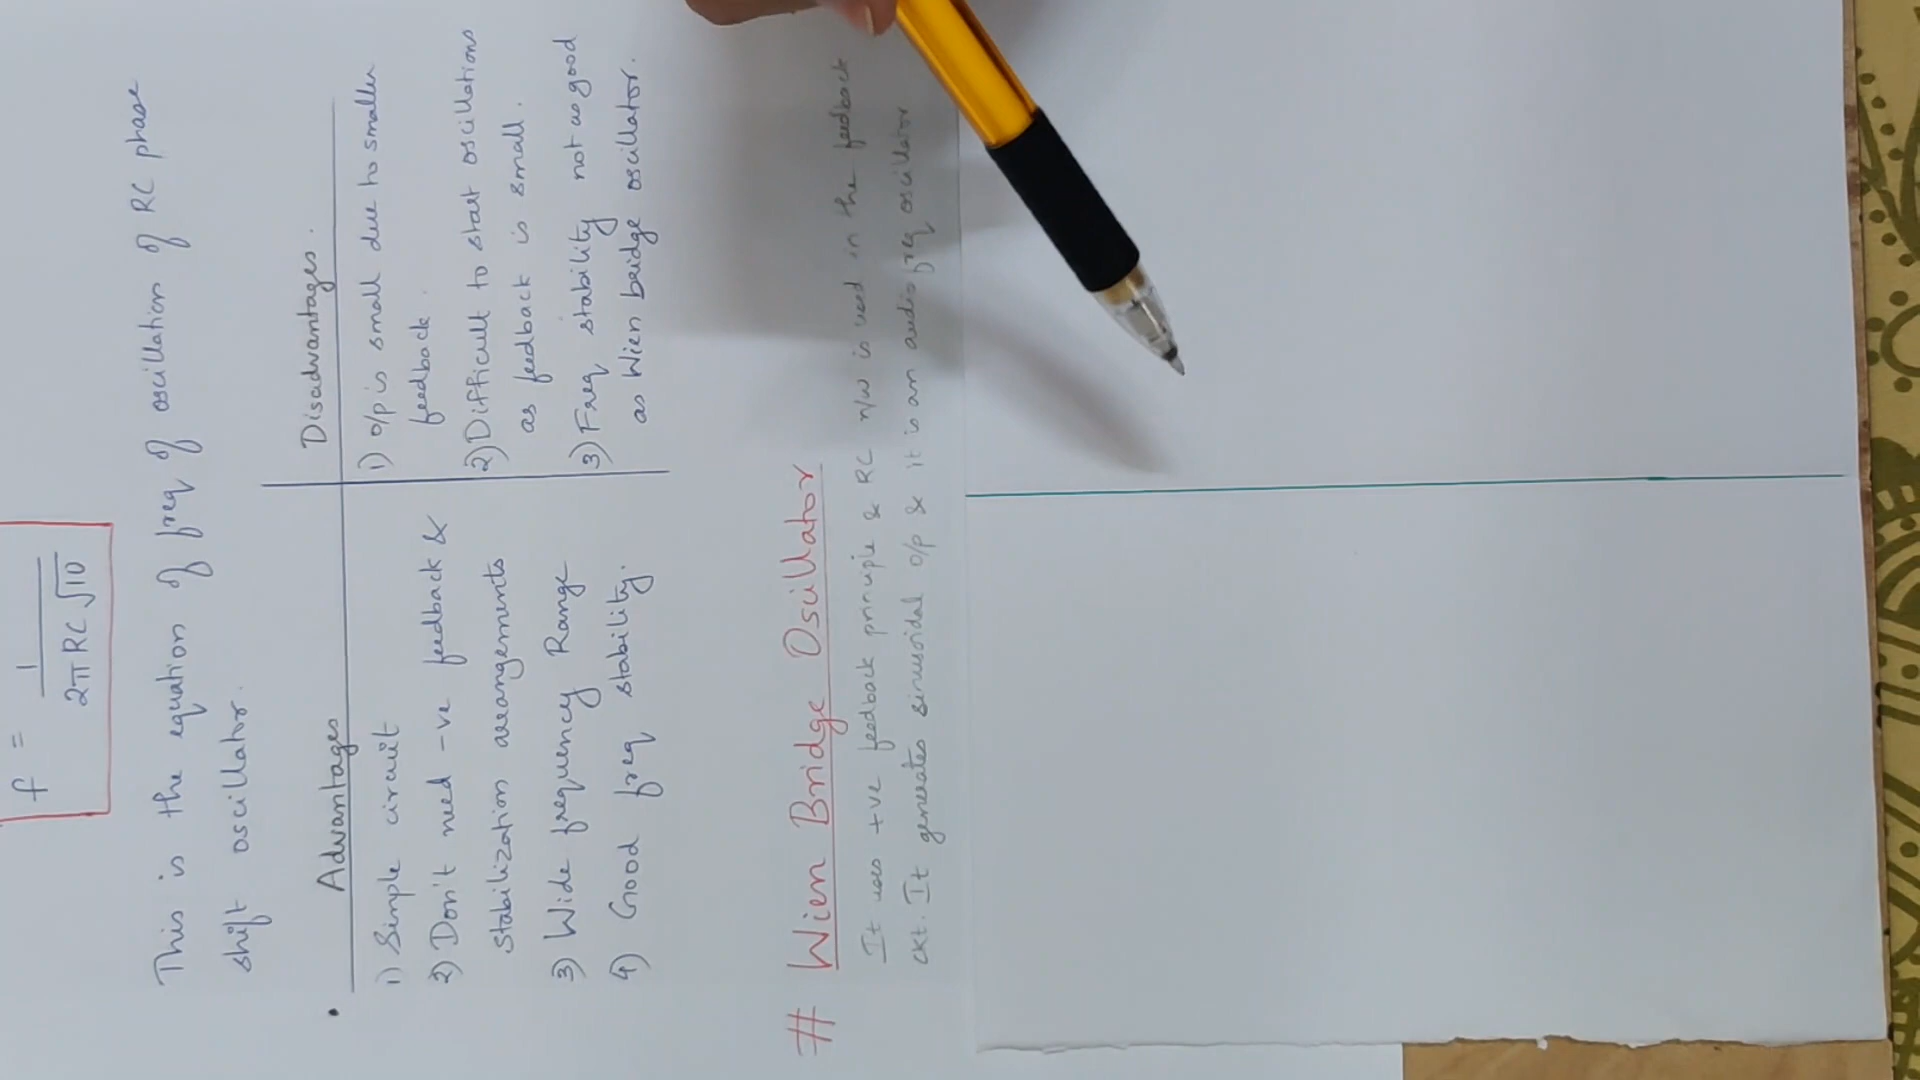 f = 1
2πRC√10
This is the equation of freq of oscillation of RC phase
shift oscillator.
Advantages
1) Simple circuit
2) Don't need -ve feedback &
stabilization arrangements
3) Wide frequency Range
4) Good freq stability.
Disadvantages.
1) o/p is small due to smaller
feedback.
2) Difficult to start oscillations
as feedback is small.
3) Freq stability not as good
as Wien bridge oscillator.
# Wien Bridge Oscillator
It uses +ve feedback principle & RC n/w is used in the feedback
ckt. It generates sinusoidal o/p & it is an audio freq oscillator